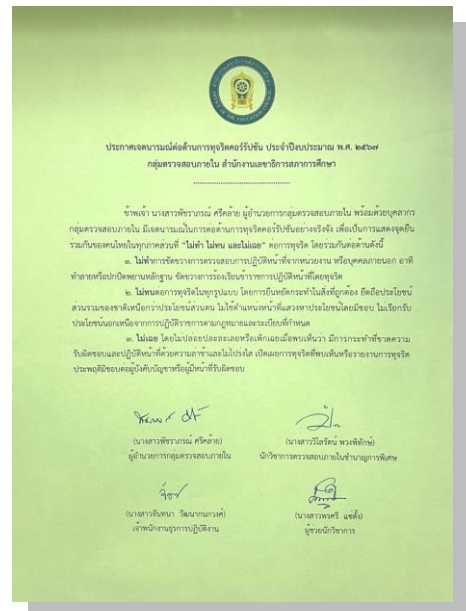 ประกาศเจตนารมณ์ต่อต้านการทุจริตคอร์รัปชัน ประจำปีงบประมาณ พ.ศ. ๒๕๖๗
กลุ่มตรวจสอบภายใน สำนักงานเลขาธิการสภาการศึกษา
ข้าพเจ้า นางสาวพัชราภรณ์ ศรีคล้าย ผู้อำนวยการกลุ่มตรวจสอบภายใน พร้อมด้วยบุคลากร
กลุ่มตรวจสอบภายใน มีเจตนารมณ์ในการต่อต้านการทุจริตคอร์รัปชันอย่างจริงจัง เพื่อเป็นการแสดงจุดยืน
ร่วมกันของคนไทยในทุกภาคส่วนที่ "ไม่ทำ ไม่ทน และไม่เฉย" ต่อการทุจริต โดยร่วมกันต่อต้านดังนี้
๑. ไม่ทำการขัดขวางการตรวจสอบการปฏิบัติหน้าที่จากหน่วยงาน หรือบุคคลภายนอก อาทิ
ทำลายหรือปกปิดพยานหลักฐาน ขัดขวางการร้องเรียนข้าราชการปฏิบัติหน้าที่โดยทุจริต
๒. ไม่ทนต่อการทุจริตในทุกรูปแบบ โดยการยืนหยัดกระทำในสิ่งที่ถูกต้อง ยึดถือประโยชน์
ส่วนรวมของชาติเหนือกว่าประโยชน์ส่วนตน ไม่ใช้ตำแหน่งหน้าที่แสวงหาประโยชน์โดยมิชอบ ไม่เรียกรับ
ประโยชน์นอกเหนือจากการปฏิบัติราชการตามกฎหมายและระเบียบที่กำหนด
๓. ไม่เฉย โดยไม่ปล่อยปละละเลยหรือเพิกเฉยเมื่อพบเห็นว่า มีการกระทำที่ขาดความ
รับผิดชอบและปฏิบัติหน้าที่ด้วยความล่าช้าและไม่โปร่งใส เปิดเผยการทุจริตที่พบเห็นหรือรายงานการทุจริต
ประพฤติมิชอบต่อผู้บังคับบัญชาหรือผู้มีหน้าที่รับผิดชอบ
(นางสาวพัชราภรณ์ ศรีคล้าย) (นางสาววิไลรัตน์ พวงพิทักษ์)
ผู้อำนวยการกลุ่มตรวจสอบภายใน นักวิชาการตรวจสอบภายในชำนาญการพิเศษ
(นางสาวจันทนา วัฒนากนกวงศ์) (นางสาวพวศรี แซ่ตั้ง)
เจ้าพนักงานธุรการปฏิบัติงาน ผู้ช่วยนักวิชาการ